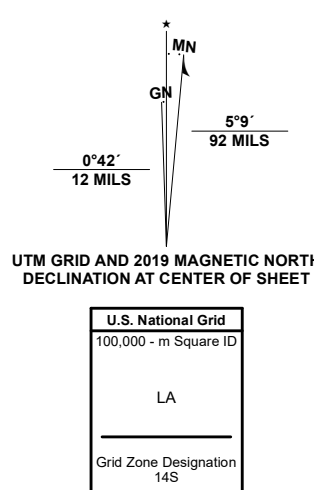 ★
MN
GN
5°9´
92 MILS
0°42´
12 MILS
UTM GRID AND 2019 MAGNETIC NORTH
DECLINATION AT CENTER OF SHEET
U.S. National Grid
100,000 - m Square ID
LA
Grid Zone Designation
14S